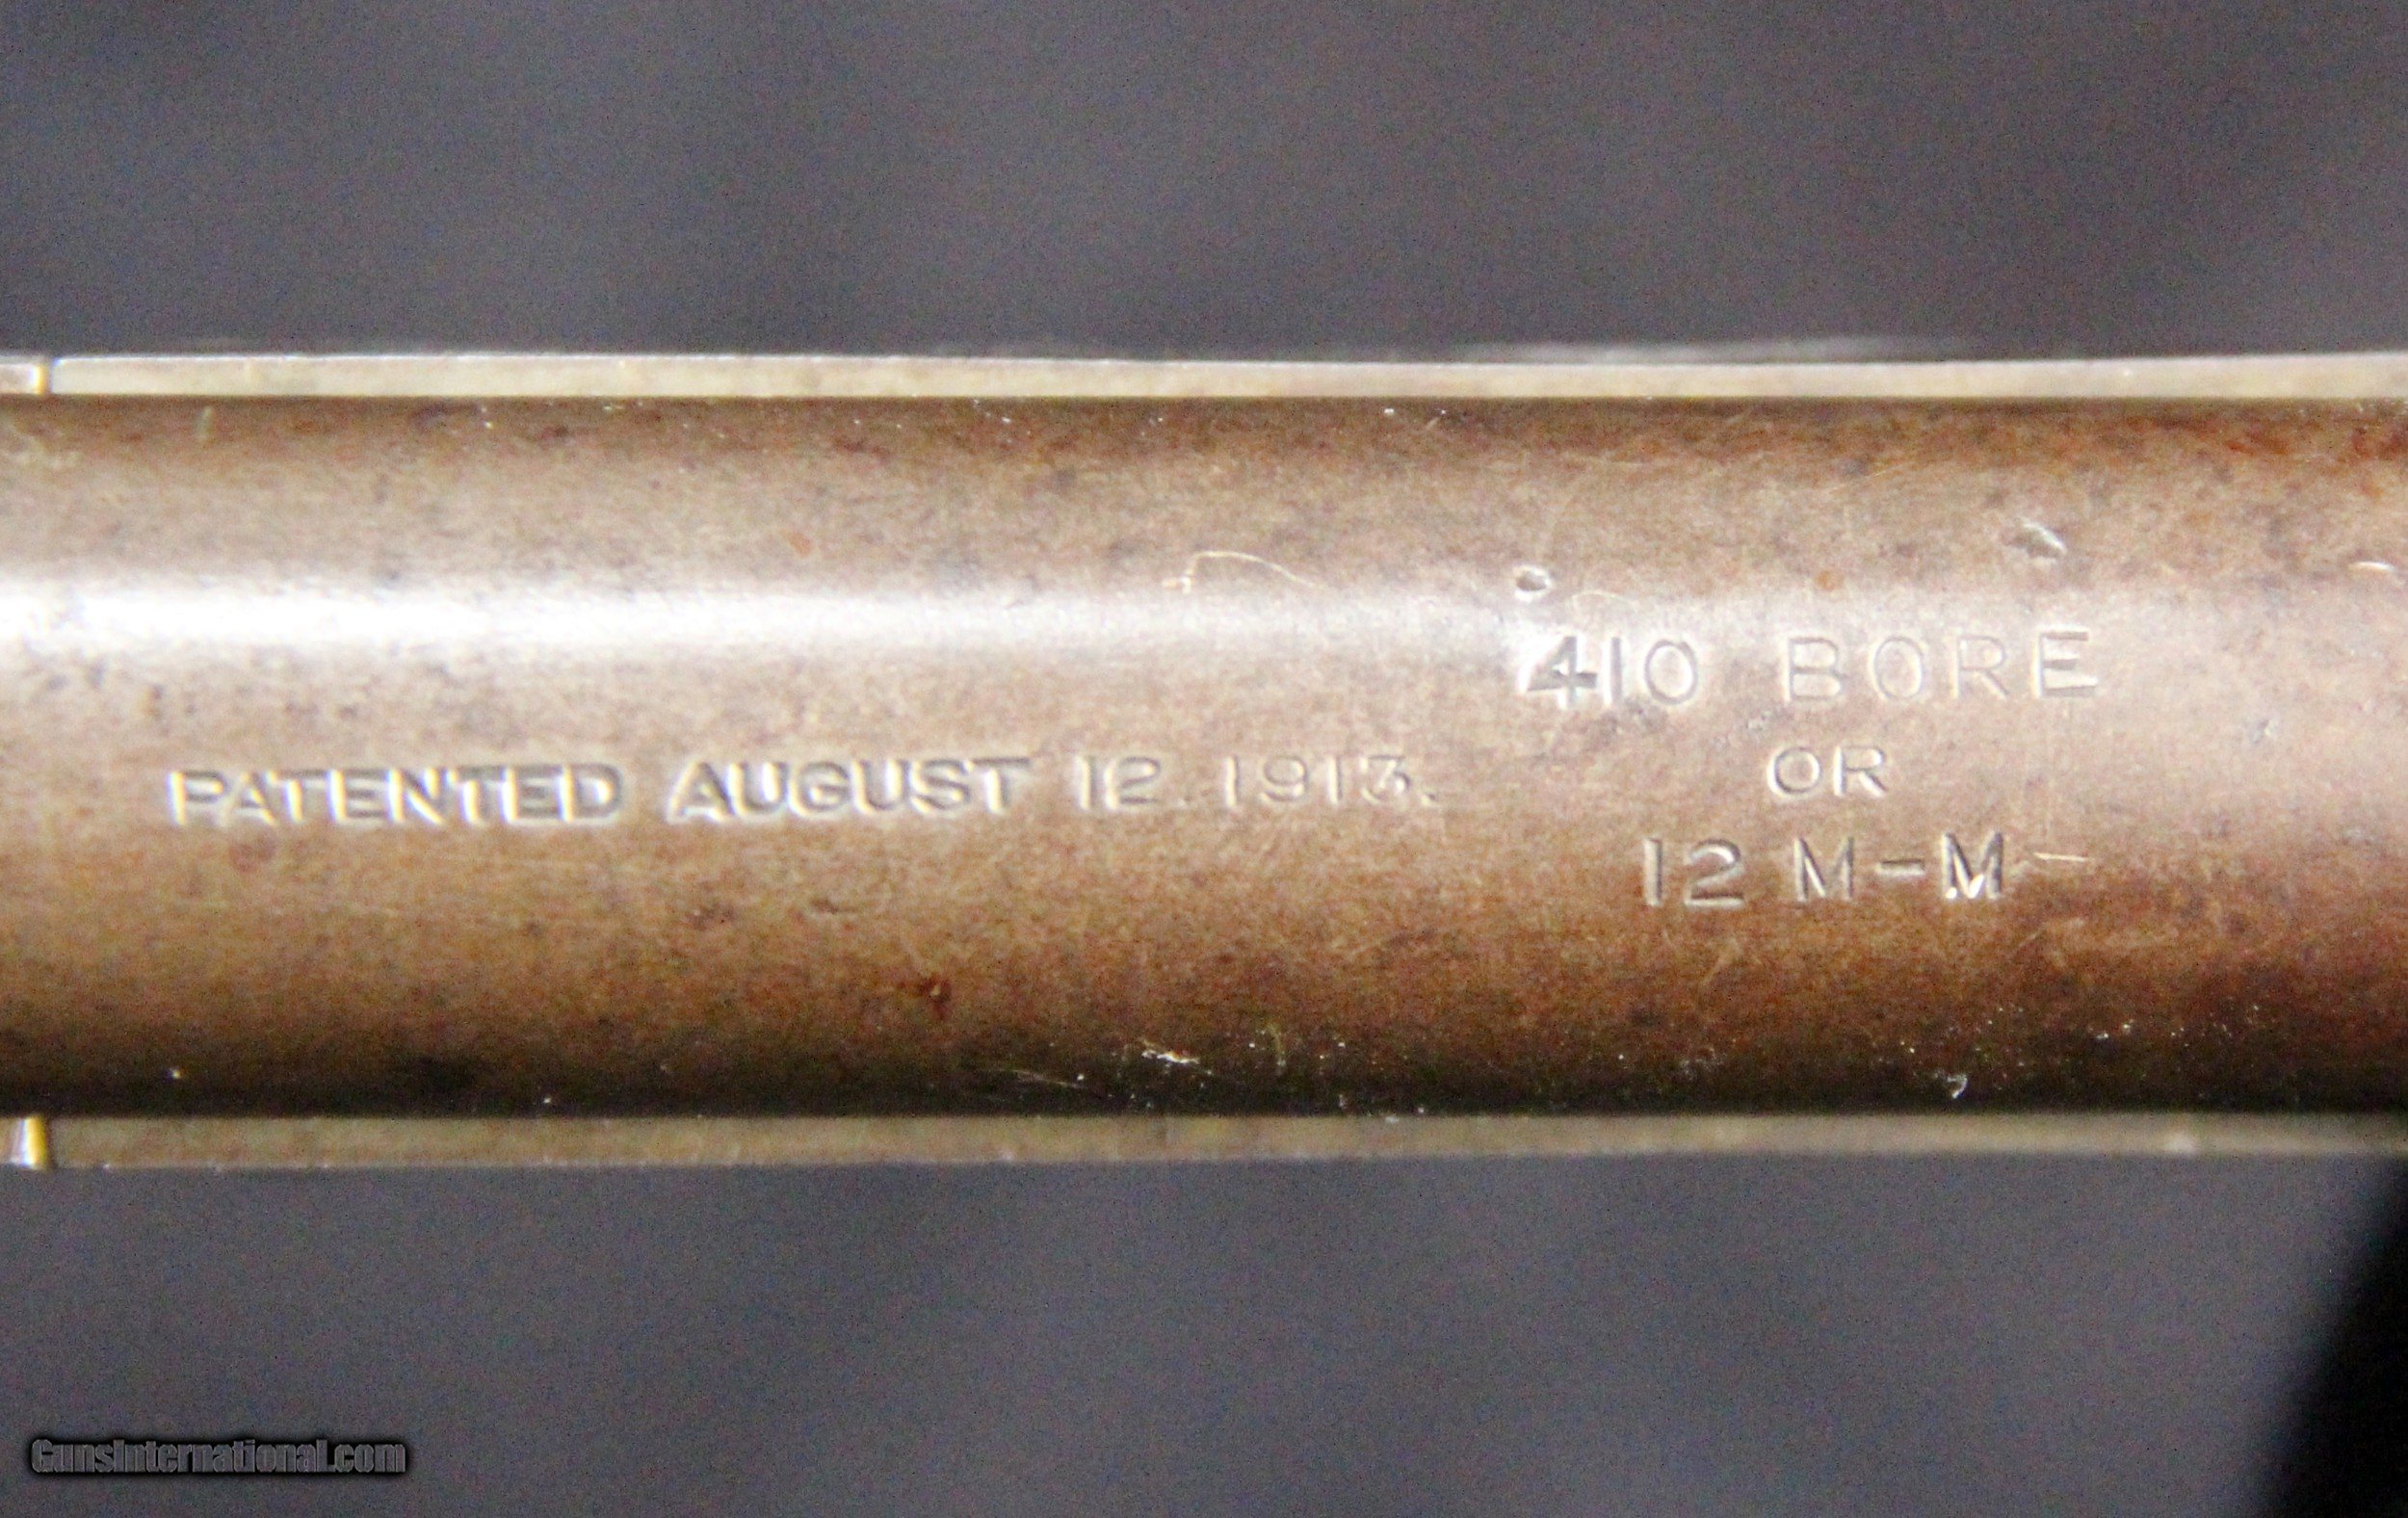 PATENTED AUGUST 12.1913.
410 BORE
OR
12 M-M
GunsInternational.com